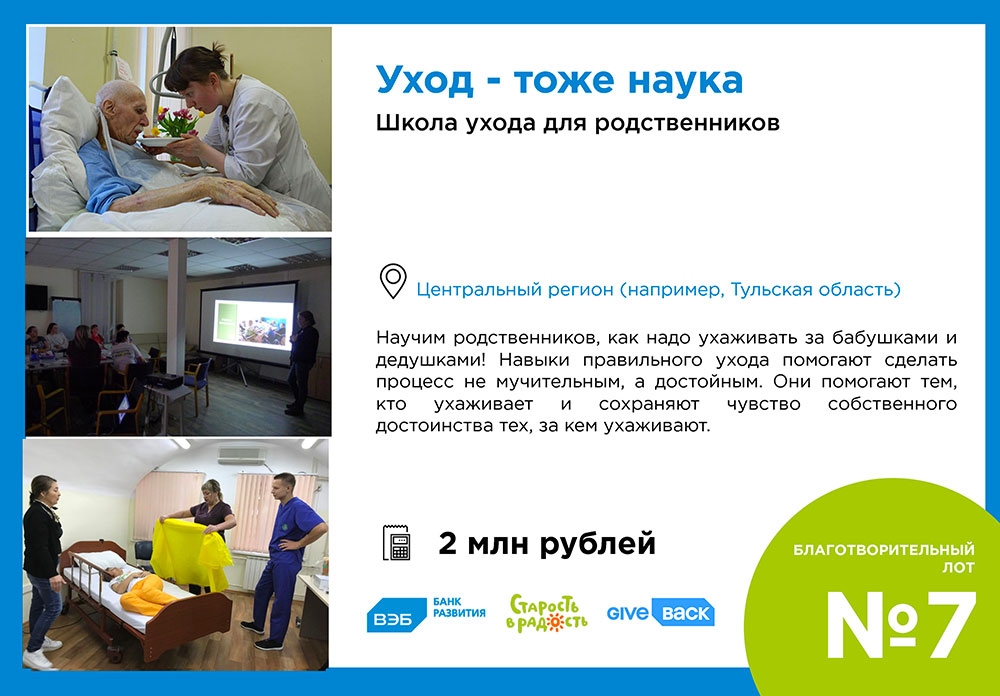 Уход - тоже наука
Школа ухода для родственников
Центральный регион (например, Тульская область)
Научим родственников, как надо ухаживать за бабушками и
дедушками! Навыки правильного ухода помогают сделать
процесс не мучительным, а достойным. Они помогают тем,
кто ухаживает и сохраняют чувство собственного
достоинства тех, за кем ухаживают.
2 млн рублей
ВЭБ БАНК
РАЗВИТИЯ
Старость
в радость
GIVE BACK
БЛАГОТВОРИТЕЛЬНЫЙ
ЛОТ
№7